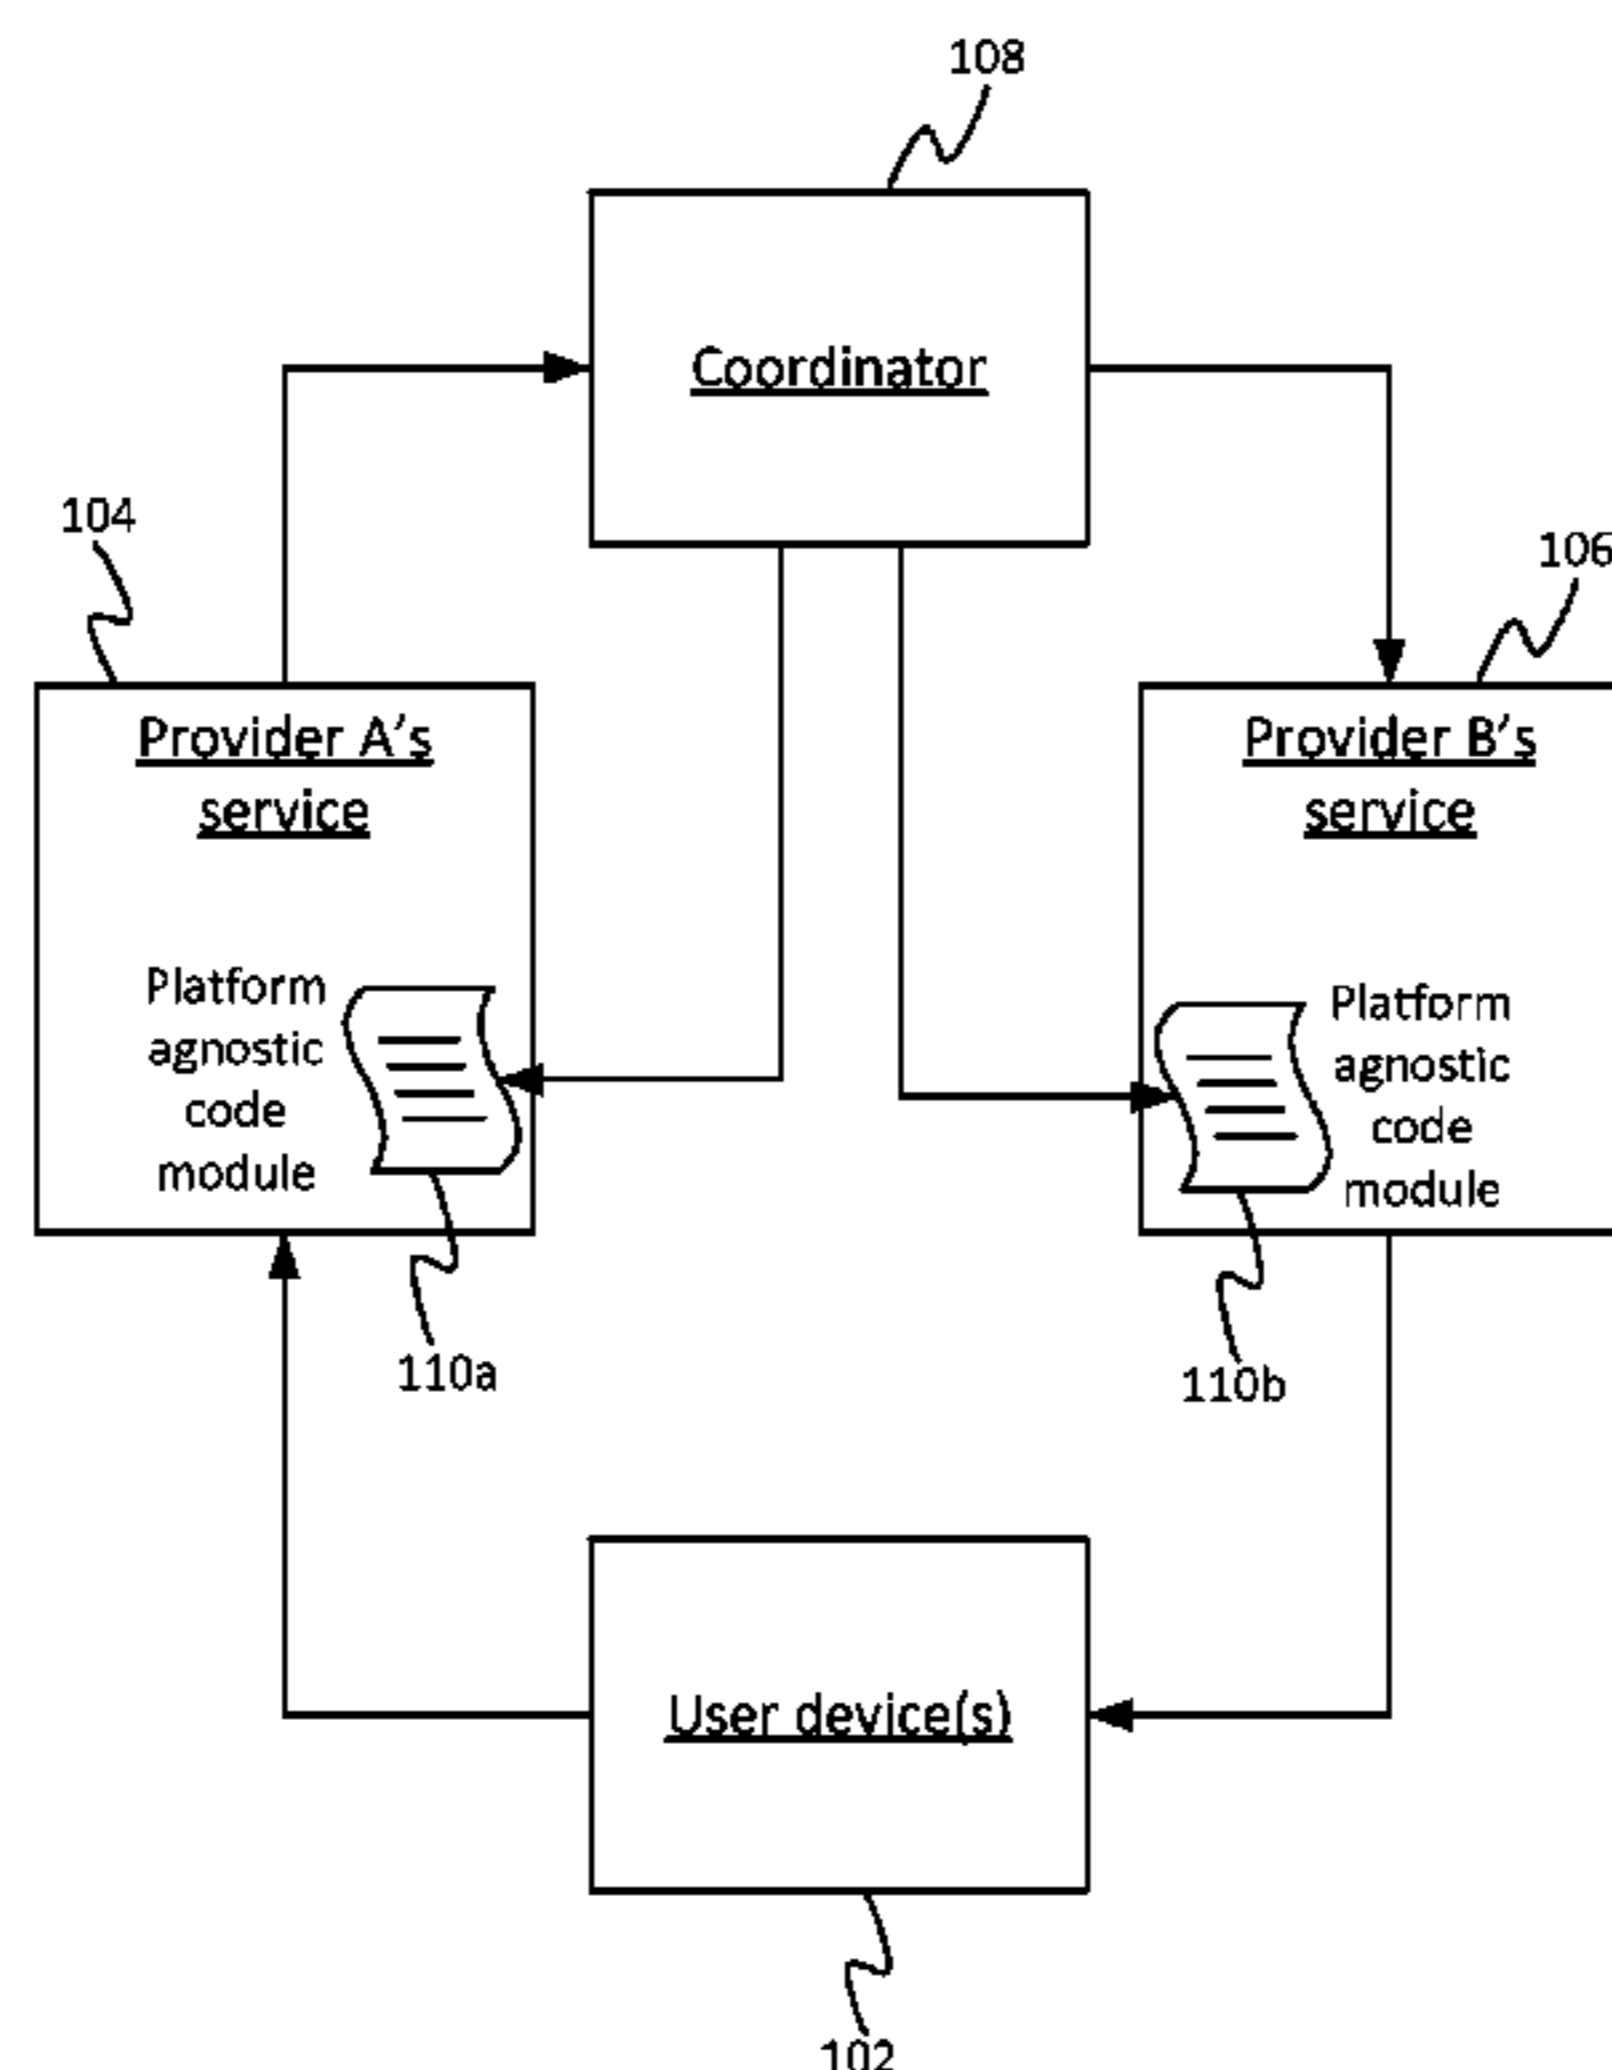 108
Coordinator
104
106
Provider A's
service
Provider B's
service
Platform
agnostic
code
module
Platform
agnostic
code
module
110a
110b
User device(s)
102